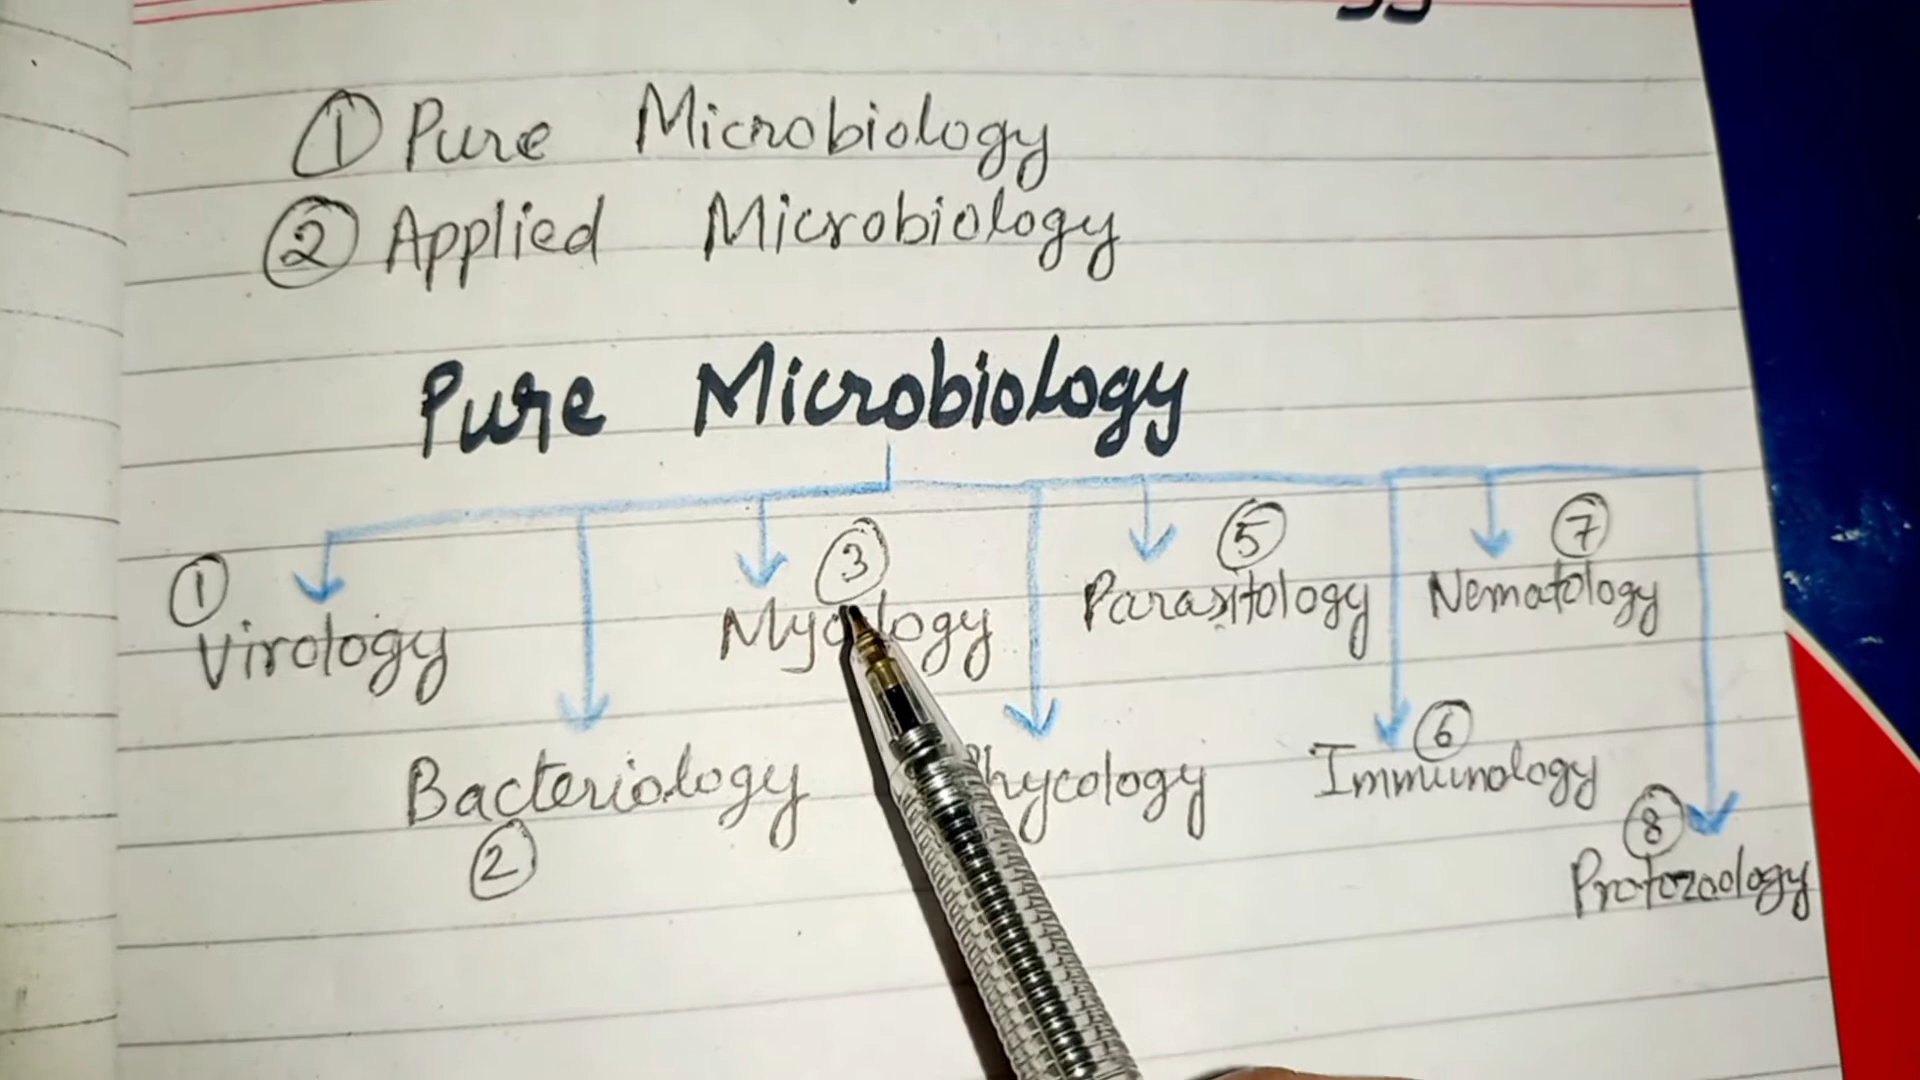 ① Pure Microbiology
② Applied Microbiology
Pure Microbiology
① Virology
③ Mycology
⑤ Parasitology
⑦ Nematology
Bacteriology ②
Phycology
⑥ Immunology
⑧ Protozoology